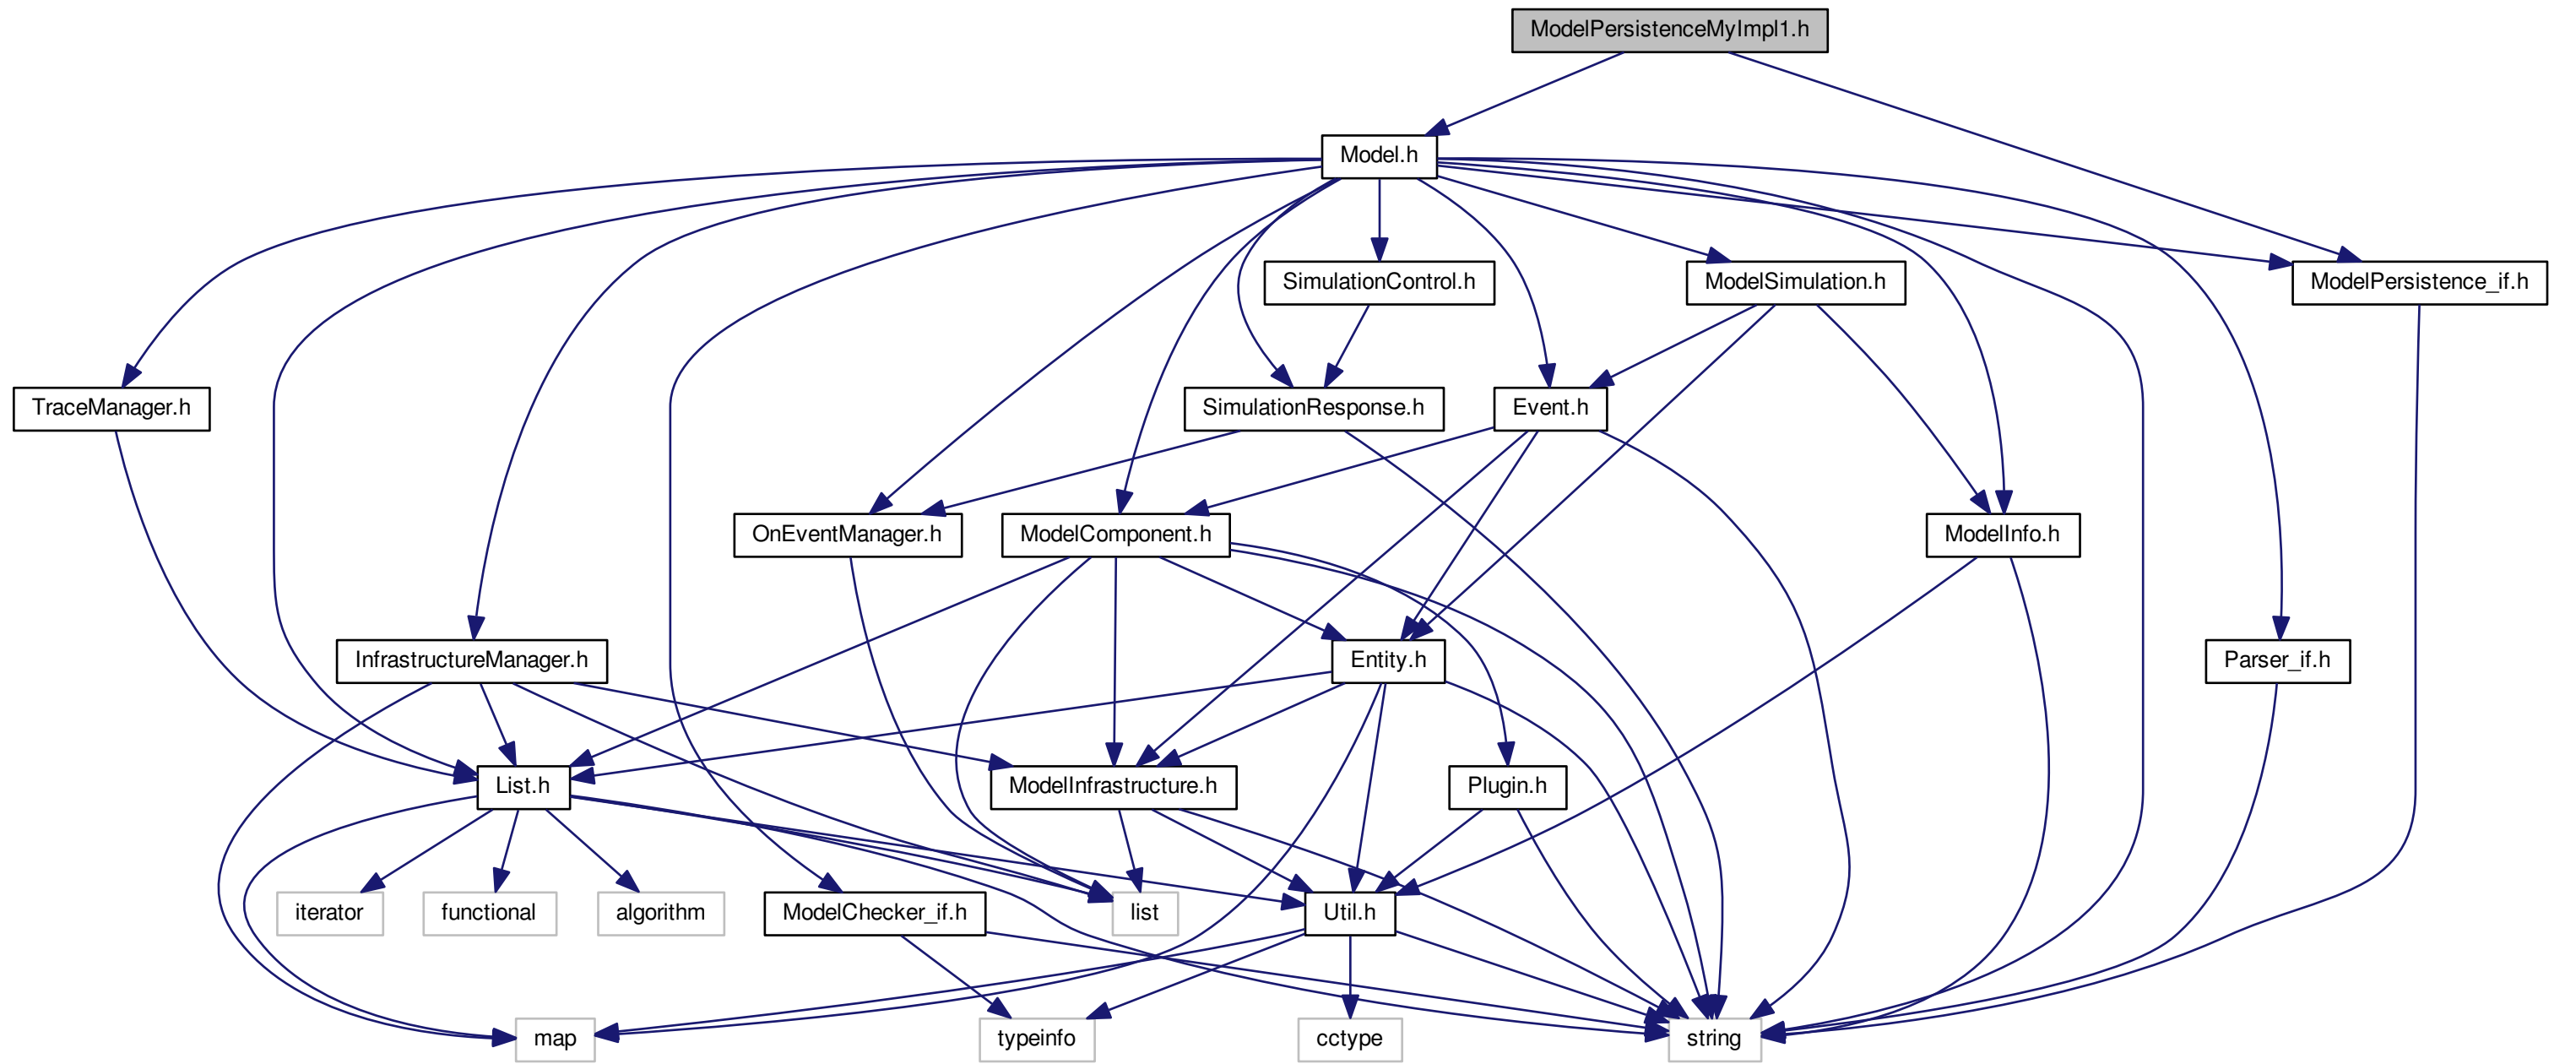 ModelPersistenceMyImpl1.h
Model.h
SimulationControl.h
ModelSimulation.h
ModelPersistence_if.h
TraceManager.h
SimulationResponse.h
Event.h
OnEventManager.h
ModelComponent.h
ModelInfo.h
InfrastructureManager.h
Entity.h
Parser_if.h
List.h
ModelInfrastructure.h
Plugin.h
iterator
functional
algorithm
ModelChecker_if.h
list
Util.h
map
typeinfo
cctype
string